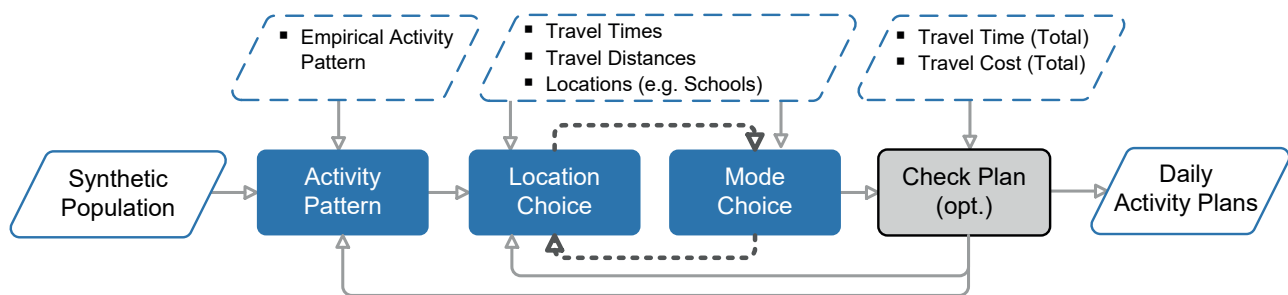 Empirical Activity
Pattern
Travel Times
Travel Distances
Locations (e.g. Schools)
Travel Time (Total)
Travel Cost (Total)
Synthetic
Population
Activity
Pattern
Location
Choice
Mode
Choice
Check Plan
(opt.)
Daily
Activity Plans